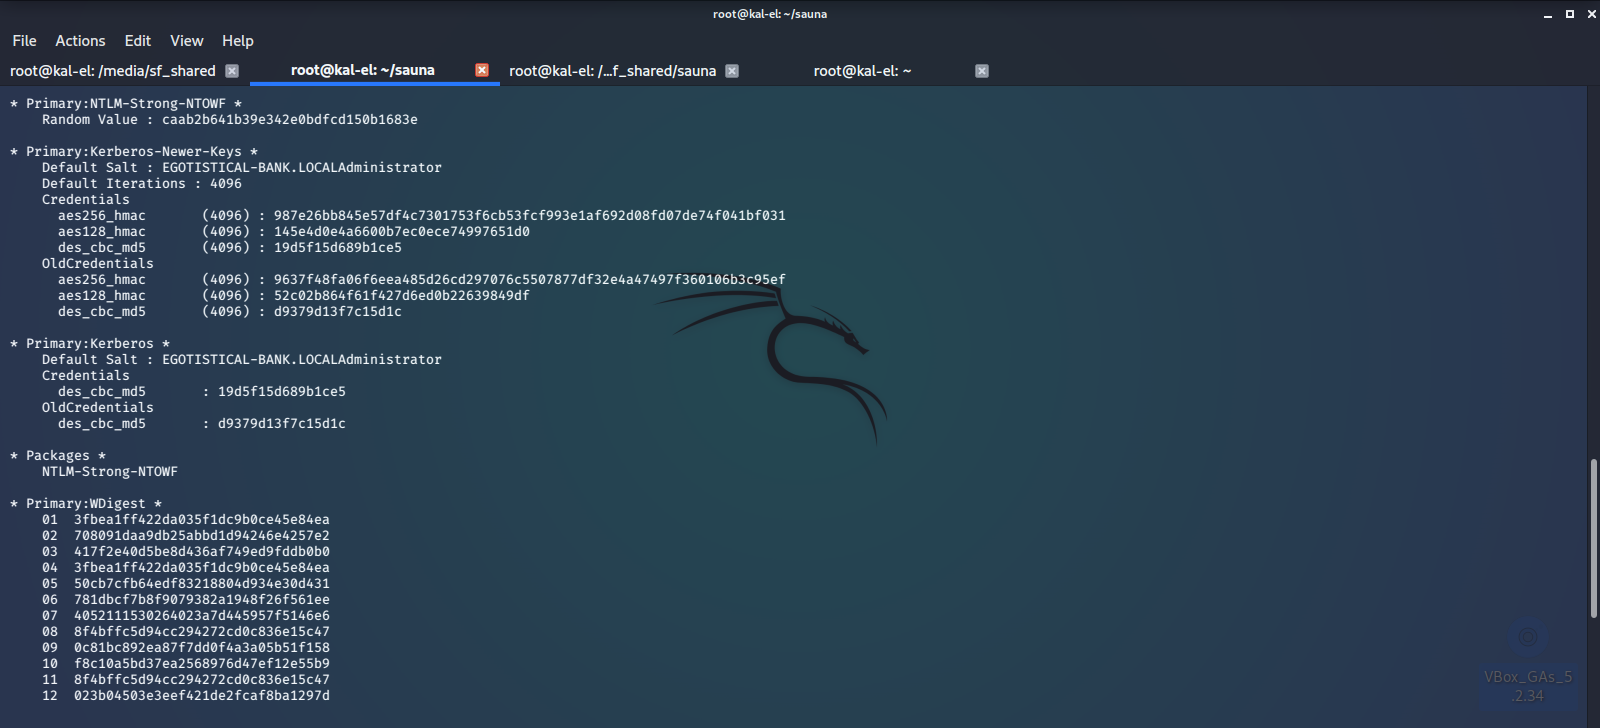 root@kal-el: ~/sauna
File Actions Edit View Help
root@kal-el: /media/sf_shared root@kal-el: ~/sauna root@kal-el: /...f_shared/sauna root@kal-el: ~
* Primary:NTLM-Strong-NTOWF *
Random Value : caab2b641b39e342e0bdfcd150b1683e
* Primary:Kerberos-Newer-Keys *
Default Salt : EGOTISTICAL-BANK.LOCALAdministrator
Default Iterations : 4096
Credentials
aes256_hmac (4096) : 987e26bb845e57df4c7301753f6cb53fcf993e1af692d08fd07de74f041bf031
aes128_hmac (4096) : 145e4d0e4a6600b7ec0ece74997651d0
des_cbc_md5 (4096) : 19d5f15d689b1ce5
OldCredentials
aes256_hmac (4096) : 9637f48fa06f6eea485d26cd297076c5507877df32e4a47497f360106b3c95ef
aes128_hmac (4096) : 52c02b864f61f427d6ed0b22639849df
des_cbc_md5 (4096) : d9379d13f7c15d1c
* Primary:Kerberos *
Default Salt : EGOTISTICAL-BANK.LOCALAdministrator
Credentials
des_cbc_md5 : 19d5f15d689b1ce5
OldCredentials
des_cbc_md5 : d9379d13f7c15d1c
* Packages *
NTLM-Strong-NTOWF
* Primary:WDigest *
01 3fbea1ff422da035f1dc9b0ce45e84ea
02 708091daa9db25abbd1d94246e4257e2
03 417f2e40d5be8d436af749ed9fddb0b0
04 3fbea1ff422da035f1dc9b0ce45e84ea
05 50cb7cfb64edf83218804d934e30d431
06 781dbcf7b8f9079382a1948f26f561ee
07 4052111530264023a7d445957f5146e6
08 8f4bffc5d94cc294272cd0c836e15c47
09 0c81bc892ea87f7dd0f4a3a05b51f158
10 f8c10a5bd37ea2568976d47ef12e55b9
11 8f4bffc5d94cc294272cd0c836e15c47
12 023b04503e3eef421de2fcaf8ba1297d
VBox_GAs_5
.2.34